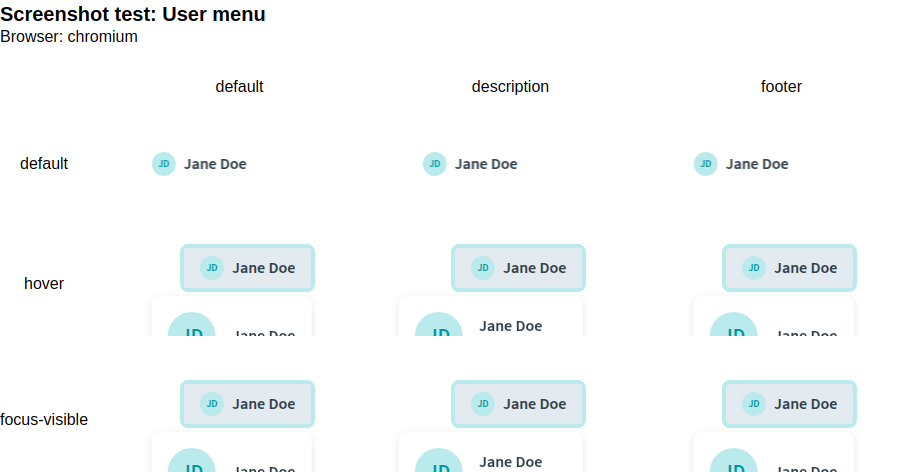 Screenshot test: User menu
Browser: chromium
default description footer
default JD Jane Doe JD Jane Doe JD Jane Doe
hover JD Jane Doe JD Jane Doe JD Jane Doe
JD Jane Doe JD Jane Doe JD Jane Doe
focus-visible JD Jane Doe JD Jane Doe JD Jane Doe
JD Jane Doe JD Jane Doe JD Jane Doe